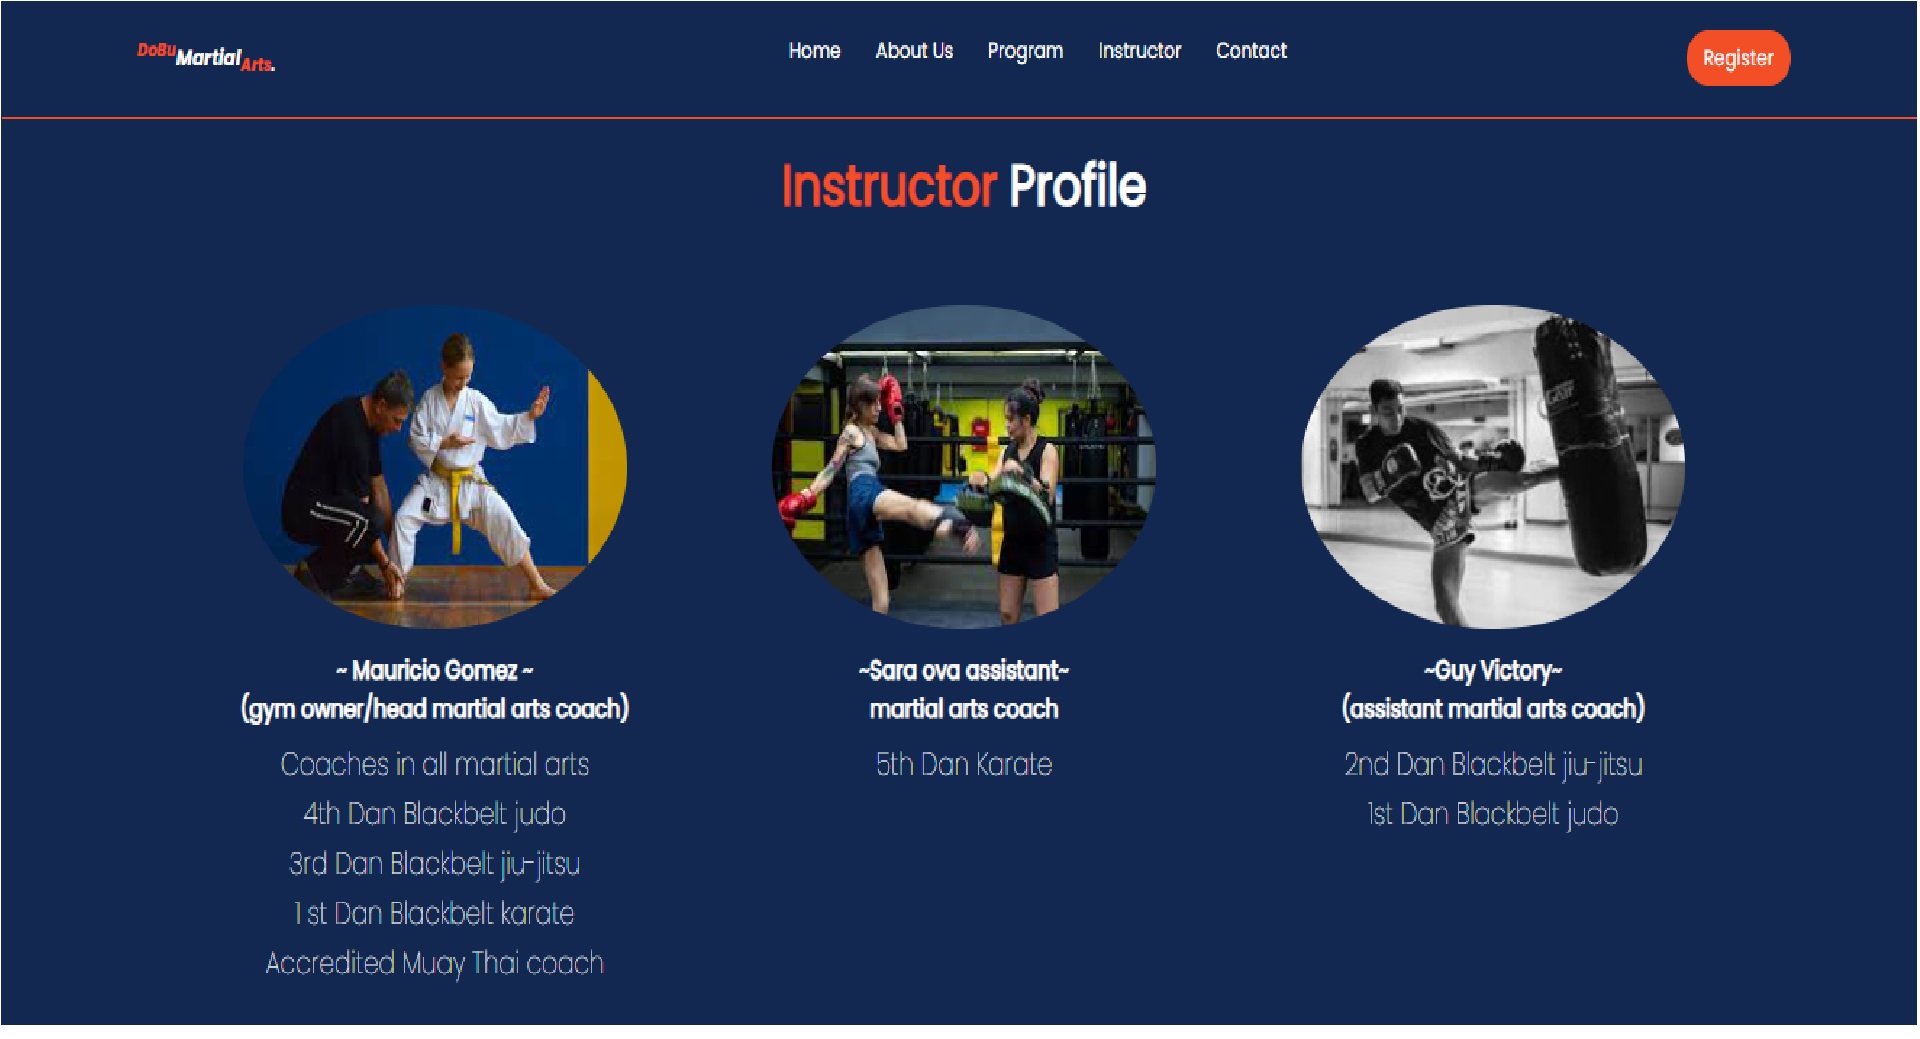 DoBuMartialArts.
Home About Us Program Instructor Contact
Register
Instructor Profile
~ Mauricio Gomez ~
(gym owner/head martial arts coach)
Coaches in all martial arts
4th Dan Blackbelt judo
3rd Dan Blackbelt jiu-jitsu
1 st Dan Blackbelt karate
Accredited Muay Thai coach
~Sara ova assistant~
martial arts coach
5th Dan Karate
~Guy Victory~
(assistant martial arts coach)
2nd Dan Blackbelt jiu-jitsu
1st Dan Blackbelt judo